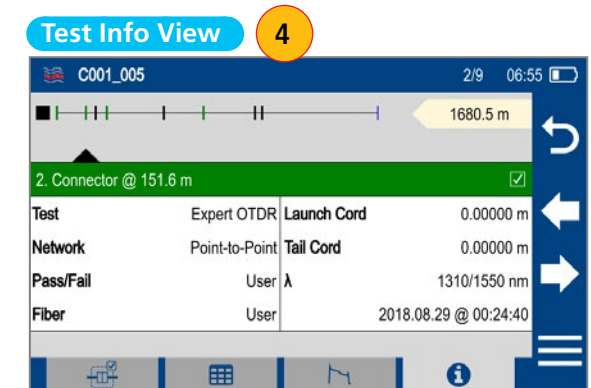 Test Info View 4
C001_005 2/9 06:55
1680.5 m
2. Connector @ 151.6 m
Test Expert OTDR Launch Cord 0.00000 m
Network Point-to-Point Tail Cord 0.00000 m
Pass/Fail User λ 1310/1550 nm
Fiber User 2018.08.29 @ 00:24:40